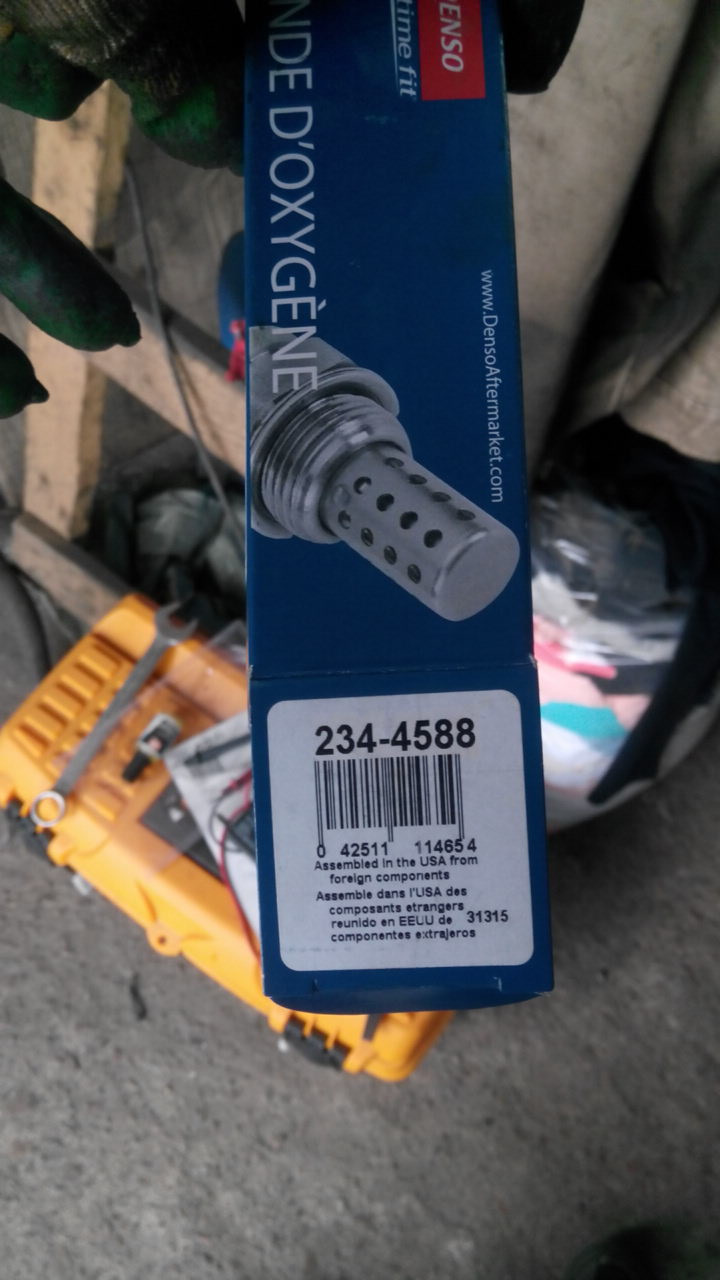 DENSO
time fit
NDE D'OXYGÈNE
www.DensoAftermarket.com
234-4588
0 42511 11465 4
Assembled in the USA from
foreign components
Assemble dans l'USA des
composants etrangers
reunido en EEUU de 31315
componentes extrajeros